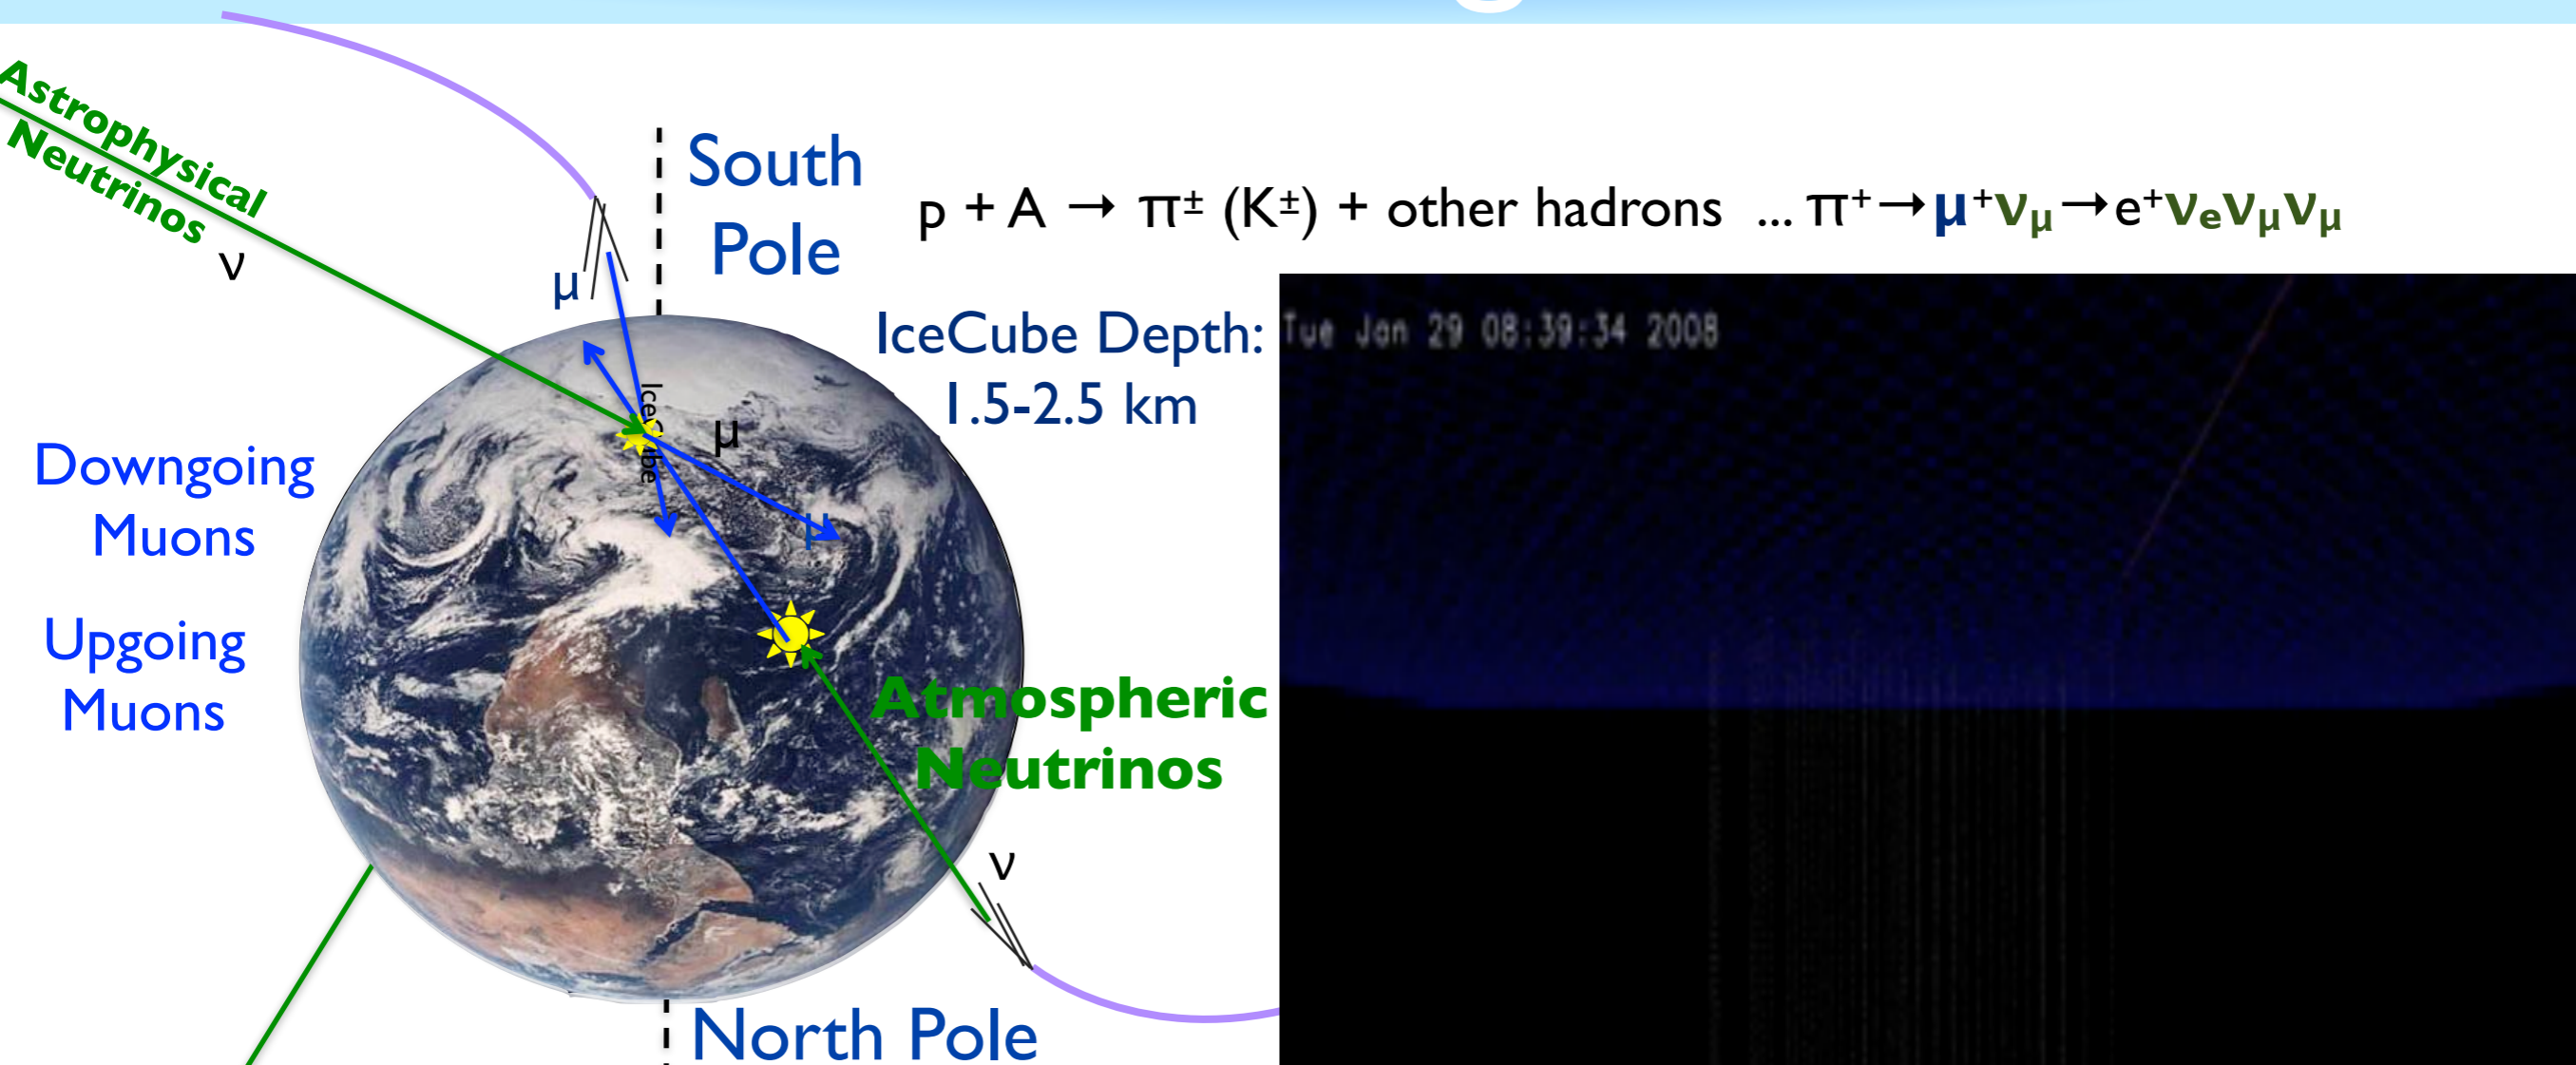 Astrophysical
Neutrinos
ν
μ
South
Pole
p + A → π± (K±) + other hadrons ... π⁺→μ⁺νμ→e⁺νeνμνμ
IceCube Depth:
1.5-2.5 km
Tue Jan 29 08:39:34 2008
IceCube
μ
μ
Downgoing
Muons
Upgoing
Muons
Atmospheric
Neutrinos
ν
North Pole